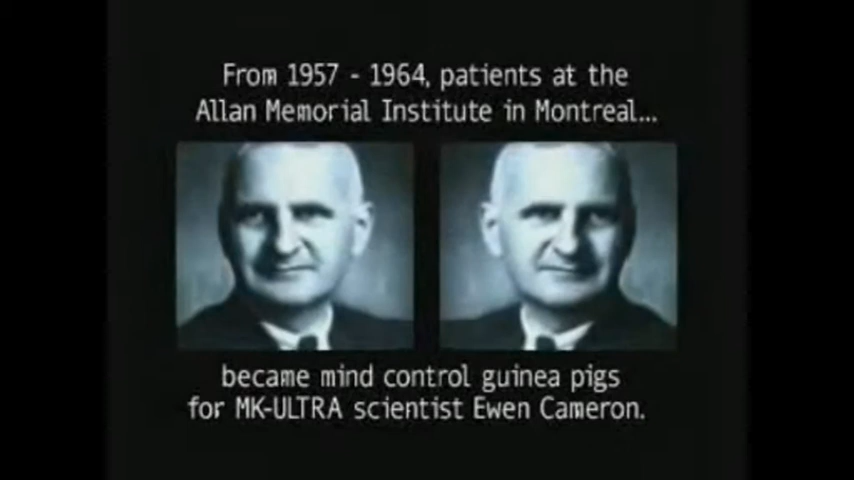 From 1957 - 1964, patients at the
Allan Memorial Institute in Montreal...
became mind control guinea pigs
for MK-ULTRA scientist Ewen Cameron.